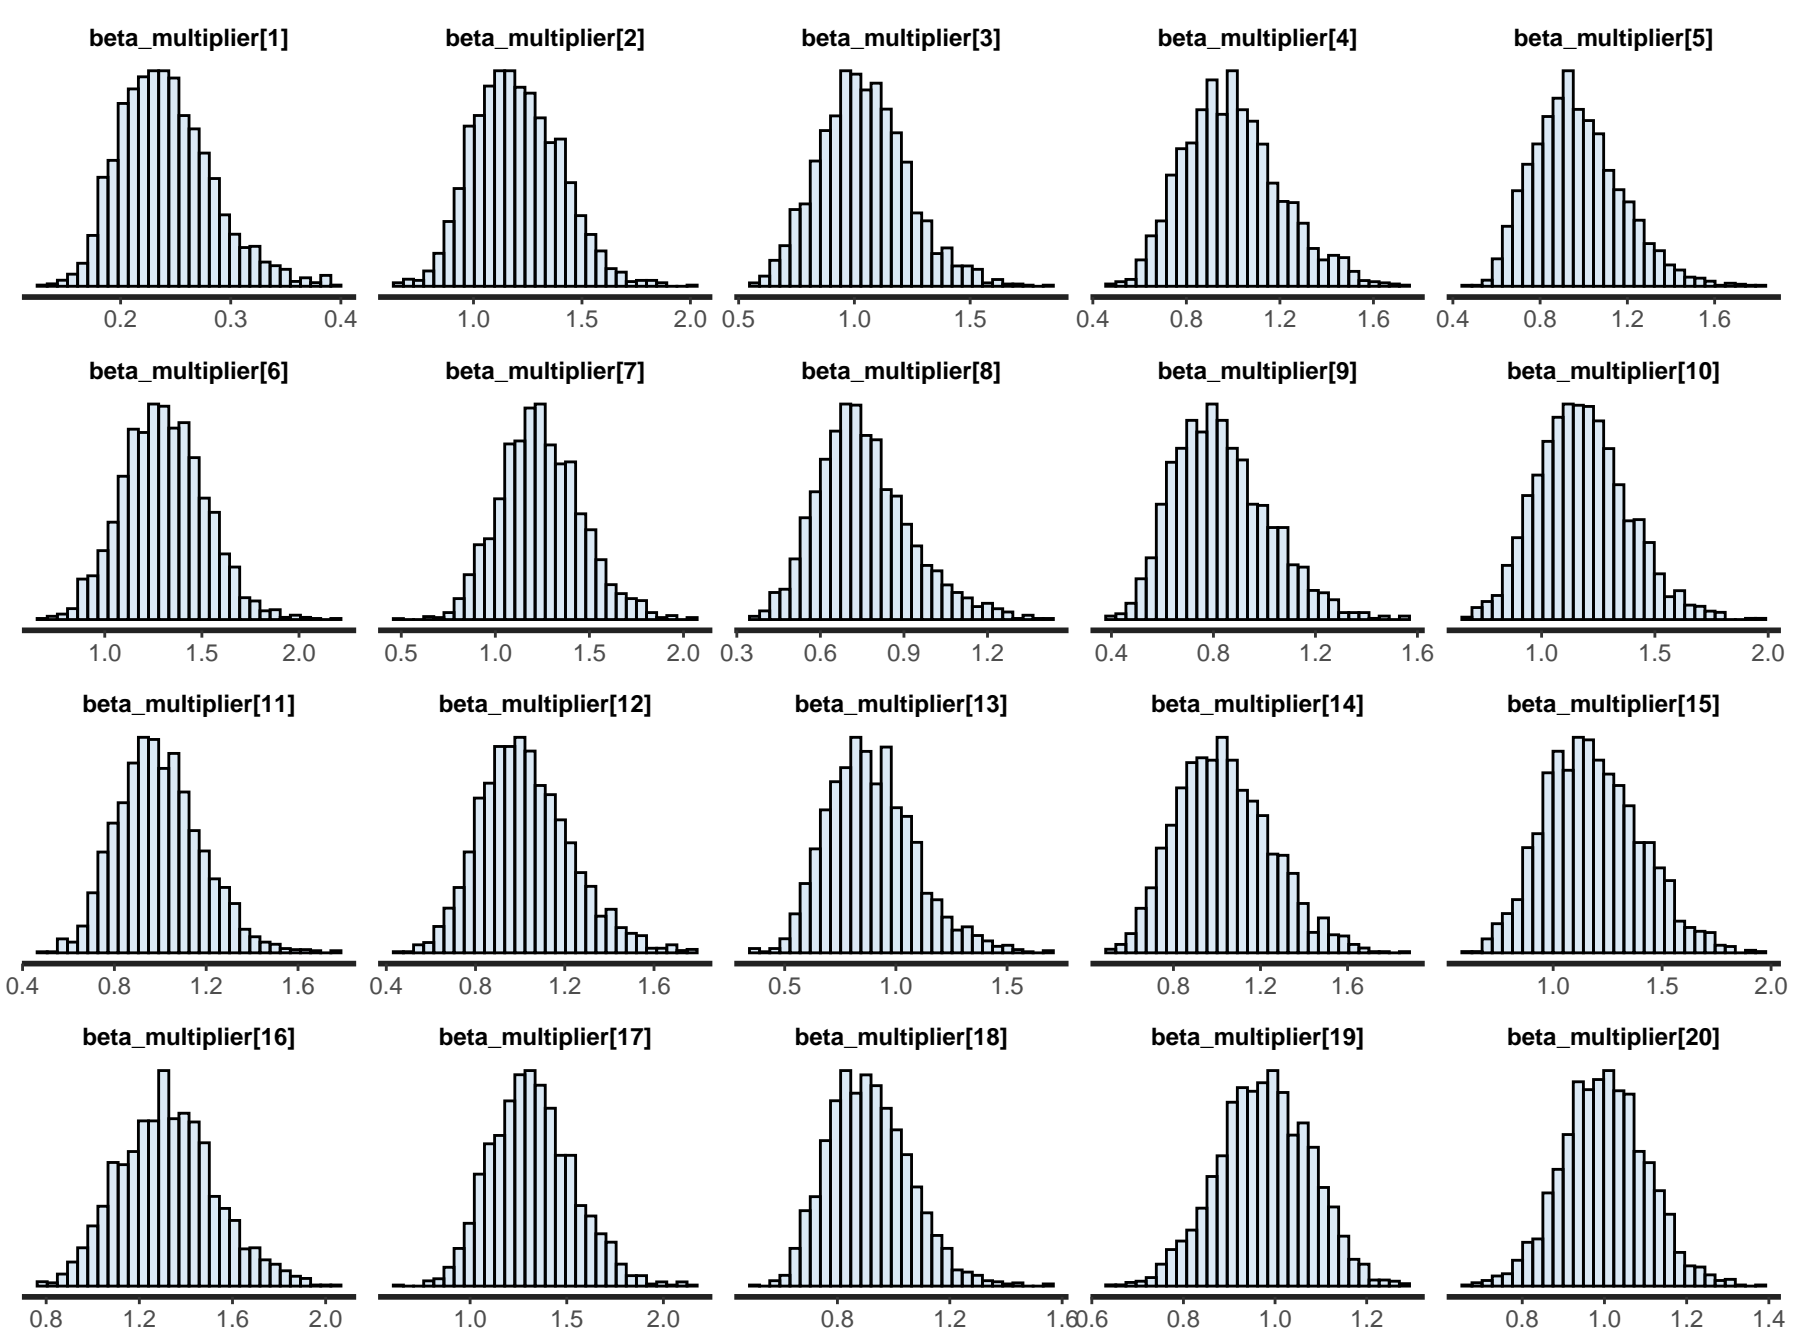 beta_multiplier[1] beta_multiplier[2] beta_multiplier[3] beta_multiplier[4] beta_multiplier[5]
0.2 0.3 0.4 1.0 1.5 2.0 0.5 1.0 1.5 0.4 0.8 1.2 1.6 0.4 0.8 1.2 1.6
beta_multiplier[6] beta_multiplier[7] beta_multiplier[8] beta_multiplier[9] beta_multiplier[10]
1.0 1.5 2.0 0.5 1.0 1.5 2.0 0.3 0.6 0.9 1.2 0.4 0.8 1.2 1.6 1.0 1.5 2.0
beta_multiplier[11] beta_multiplier[12] beta_multiplier[13] beta_multiplier[14] beta_multiplier[15]
0.4 0.8 1.2 1.6 0.4 0.8 1.2 1.6 0.5 1.0 1.5 0.8 1.2 1.6 1.0 1.5 2.0
beta_multiplier[16] beta_multiplier[17] beta_multiplier[18] beta_multiplier[19] beta_multiplier[20]
0.8 1.2 1.6 2.0 1.0 1.5 2.0 0.8 1.2 1.6 0.6 0.8 1.0 1.2 0.8 1.0 1.2 1.4